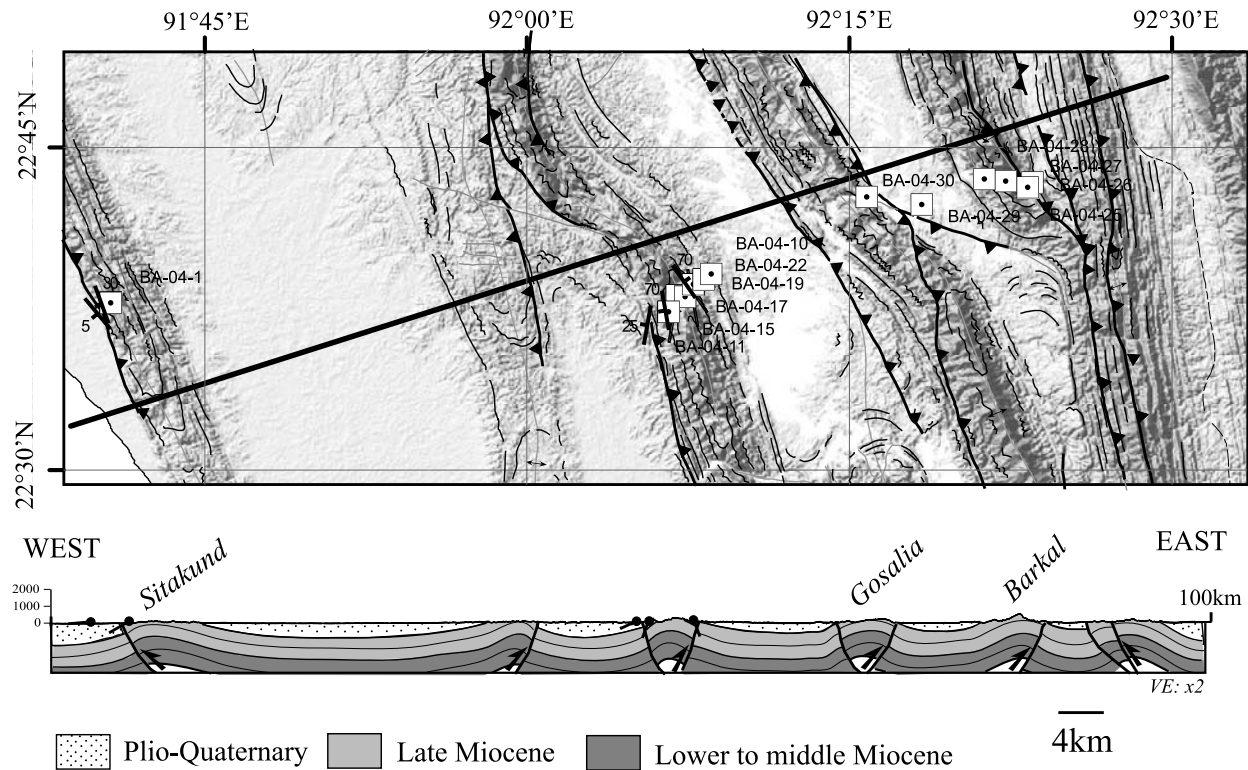 91°45’E 92°00’E 92°15’E 92°30’E
22°45’N
22°30’N
BA-04-28
BA-04-27
BA-04-30
BA-04-26
BA-04-29
BA-04-25
BA-04-10
70
BA-04-22
BA-04-1
30
BA-04-19
70
BA-04-17
5
25
BA-04-15
BA-04-11
WEST
EAST
Sitakund
Gosalia
Barkal
2000
1000
0
100km
VE: x2
4km
Plio-Quaternary
Late Miocene
Lower to middle Miocene